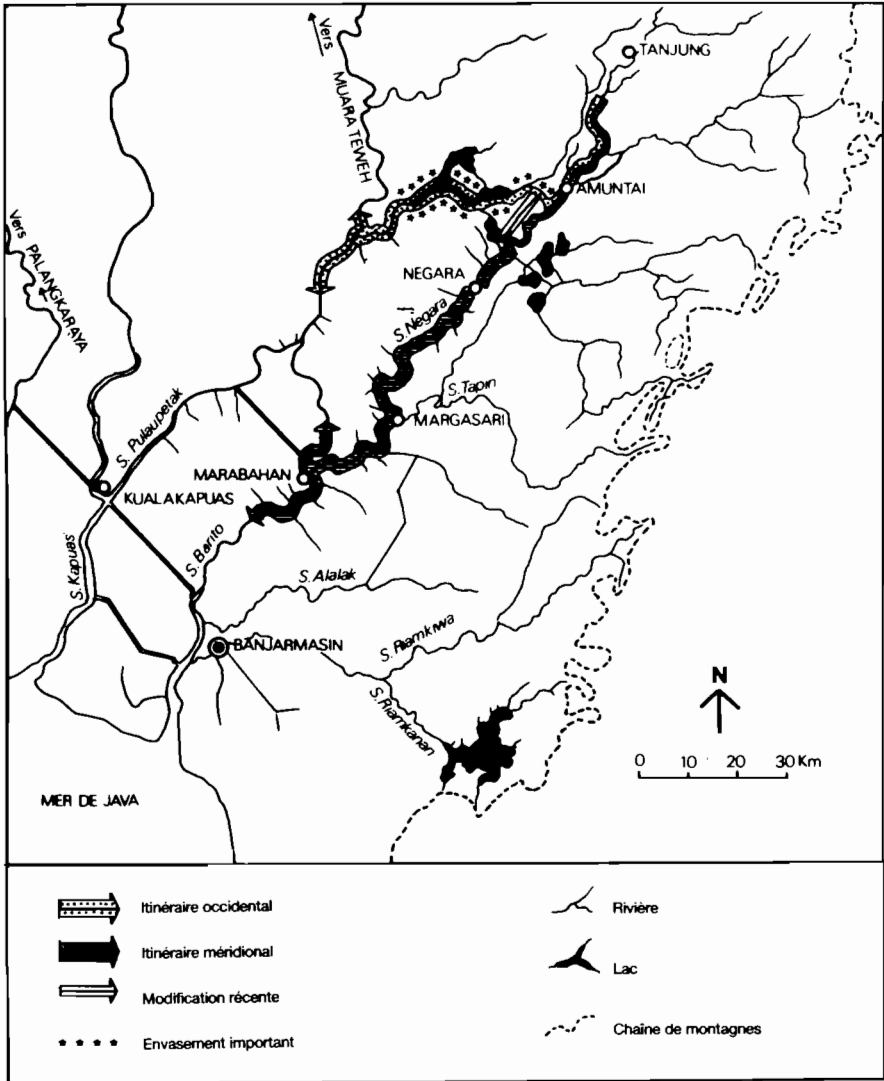 Vers
MUARA TEWEH
TANJUNG
AMUNTAI
Vers
PALANGKARAYA
NEGARA
S. Negara
S. Tapin
S. Pulaupetak
MARGASARI
MARABAHAN
KUALAKAPUAS
S. Barito
S. Kapuas
S. Alalak
S. Riamkiwa
BANJARMASIN
S. Riamkanan
N
0 10 20 30 Km
MER DE JAVA
Itinéraire occidental
Itinéraire méridional
Modification récente
Envasement important
Rivière
Lac
Chaîne de montagnes